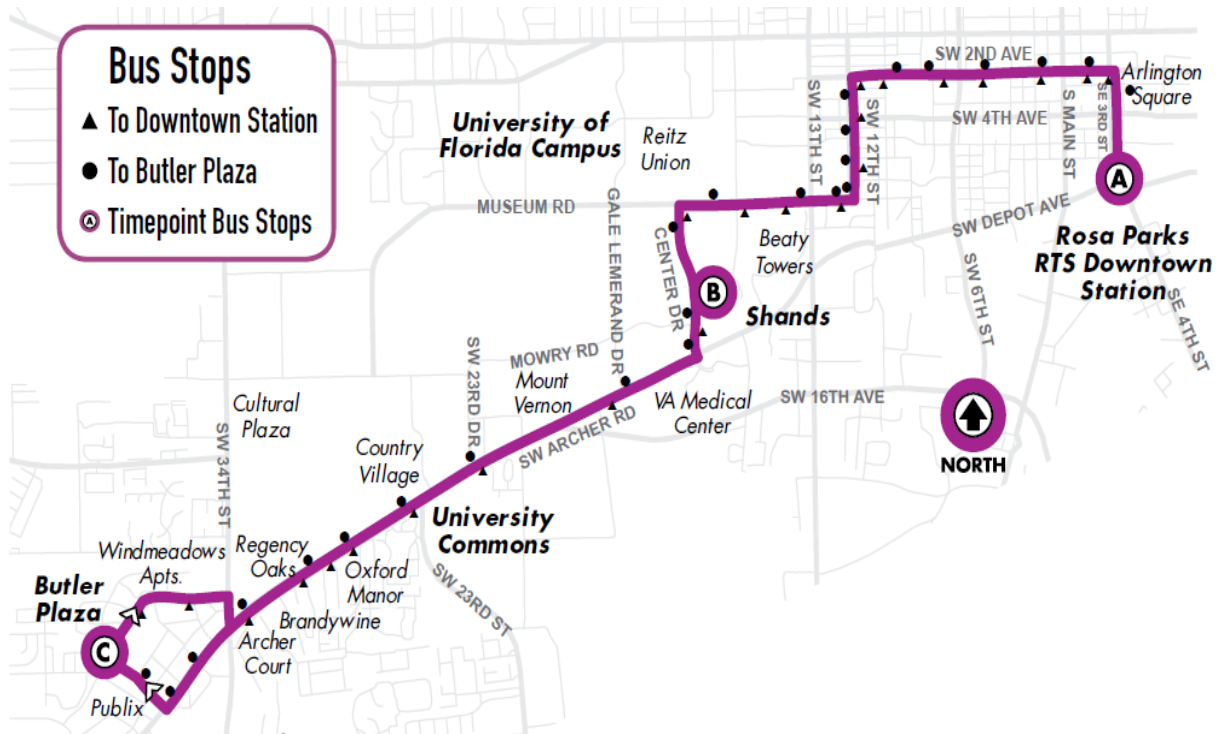 Bus Stops
To Downtown Station
To Butler Plaza
A Timepoint Bus Stops
SW 2ND AVE
Arlington
Square
SW 4TH AVE
S MAIN ST
SE 3RD ST
SW 13TH ST
SW 12TH ST
University of
Florida Campus
Reitz
Union
A
MUSEUM RD
GALE LEMERAND DR
CENTER DR
SW DEPOT AVE
Rosa Parks
RTS Downtown
Station
Beaty
Towers
B
Shands
SW 6TH ST
SE 4TH ST
MOWRY RD
Mount
Vernon
SW 23RD DR
SW ARCHER RD
VA Medical
Center
SW 16TH AVE
NORTH
Cultural
Plaza
SW 34TH ST
Country
Village
University
Commons
Windmeadows
Apts.
Regency
Oaks
Oxford
Manor
SW 23RD ST
Butler
Plaza
Brandywine
Archer
Court
C
Publix